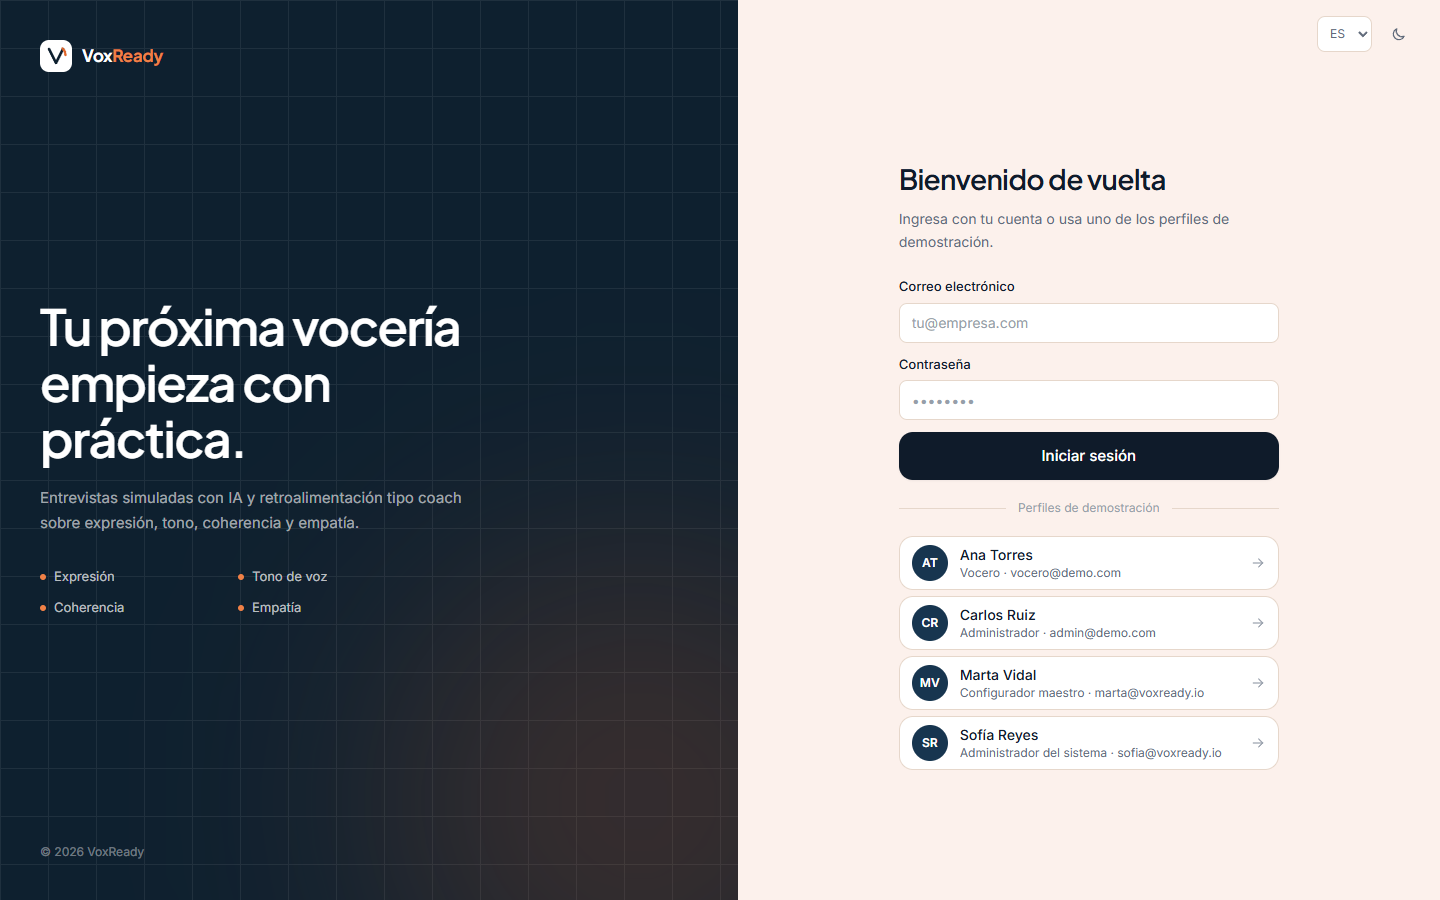 VoxReady
Tu próxima vocería
empieza con
práctica.
Entrevistas simuladas con IA y retroalimentación tipo coach
sobre expresión, tono, coherencia y empatía.
Expresión
Tono de voz
Coherencia
Empatía
© 2026 VoxReady
ES
Bienvenido de vuelta
Ingresa con tu cuenta o usa uno de los perfiles de
demostración.
Correo electrónico
tu@empresa.com
Contraseña
••••••••
Iniciar sesión
Perfiles de demostración
AT
Ana Torres
Vocero · vocero@demo.com
CR
Carlos Ruiz
Administrador · admin@demo.com
MV
Marta Vidal
Configurador maestro · marta@voxready.io
SR
Sofía Reyes
Administrador del sistema · sofia@voxready.io